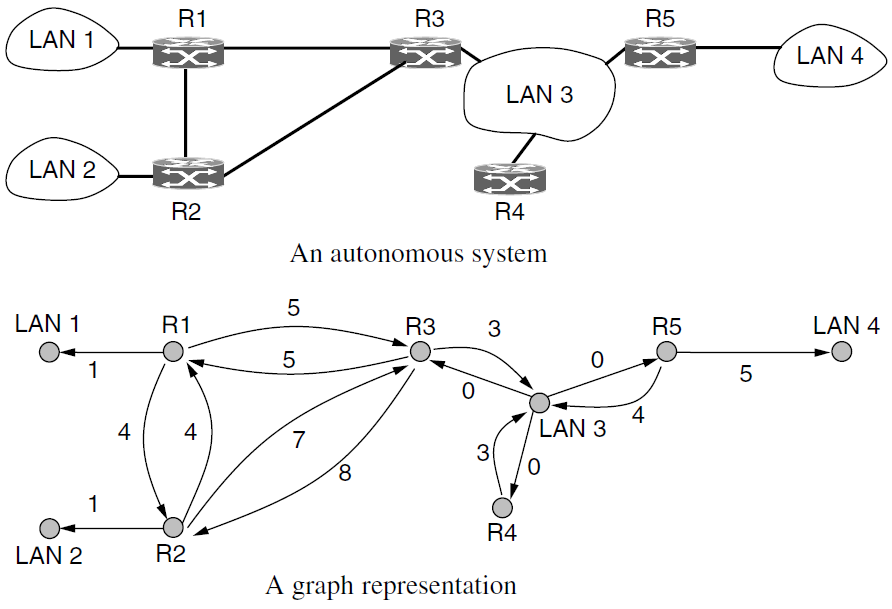 LAN 1
R1
R3
R5
LAN 4
LAN 3
LAN 2
R2
R4
An autonomous system
LAN 1
R1
5
R3
3
R5
LAN 4
1
5
0
0
5
4
4
7
8
LAN 3
4
3
0
1
LAN 2
R2
R4
A graph representation